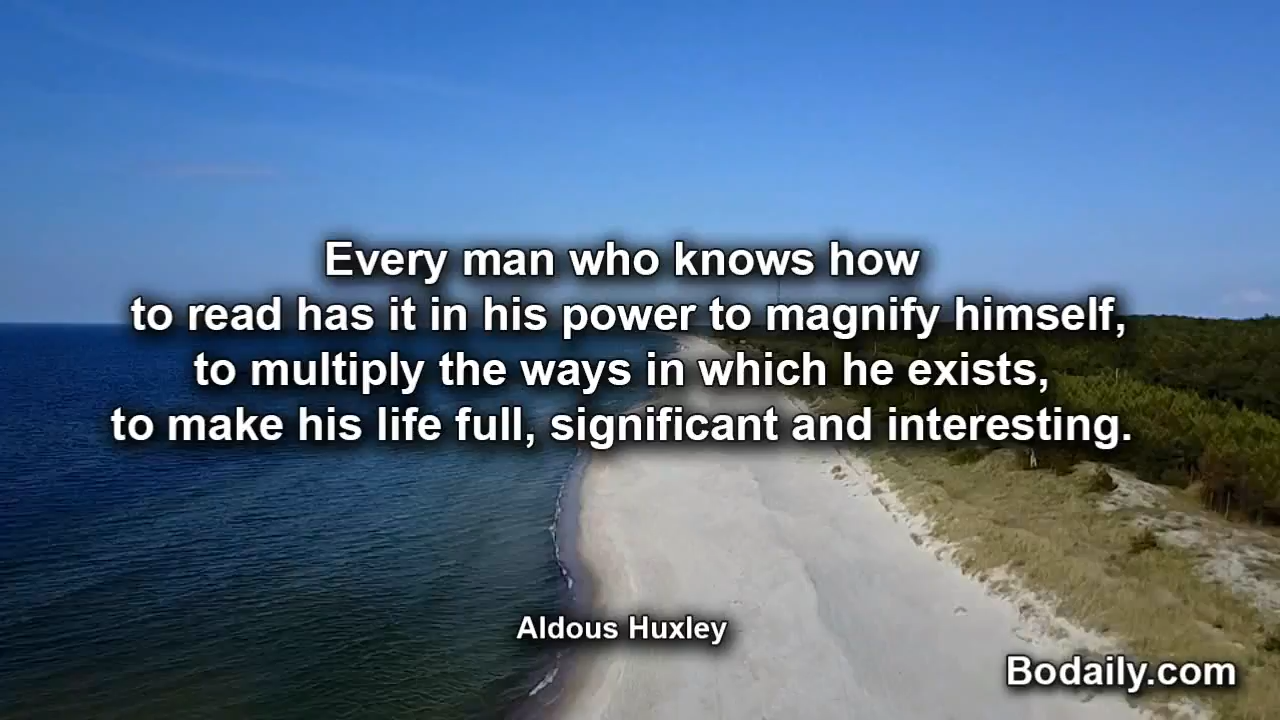 Every man who knows how
to read has it in his power to magnify himself,
to multiply the ways in which he exists,
to make his life full, significant and interesting.
Aldous Huxley
Bodaily.com